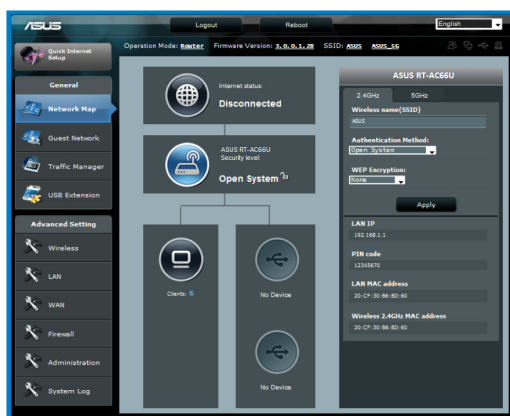 ASUS
Logout
Reboot
English
Quick Internet Setup
Operation Mode: Router Firmware Version: 3.0.0.1.28 SSID: ASUS ASUS_5G
General
Network Map
Guest Network
Traffic Manager
USB Extension
Advanced Setting
Wireless
LAN
WAN
Firewall
Administration
System Log
Internet status:
Disconnected
ASUS RT-AC66U
Security level:
Open System
Clients: 6
No Device
No Device
ASUS RT-AC66U
2.4GHz
5GHz
Wireless name(SSID)
ASUS
Authentication Method:
Open System
WEP Encryption:
None
Apply
LAN IP
192.168.1.1
PIN code
12345670
LAN MAC address
20:CF:30:B6:BD:60
Wireless 2.4GHz MAC address
20:CF:30:B6:BD:60